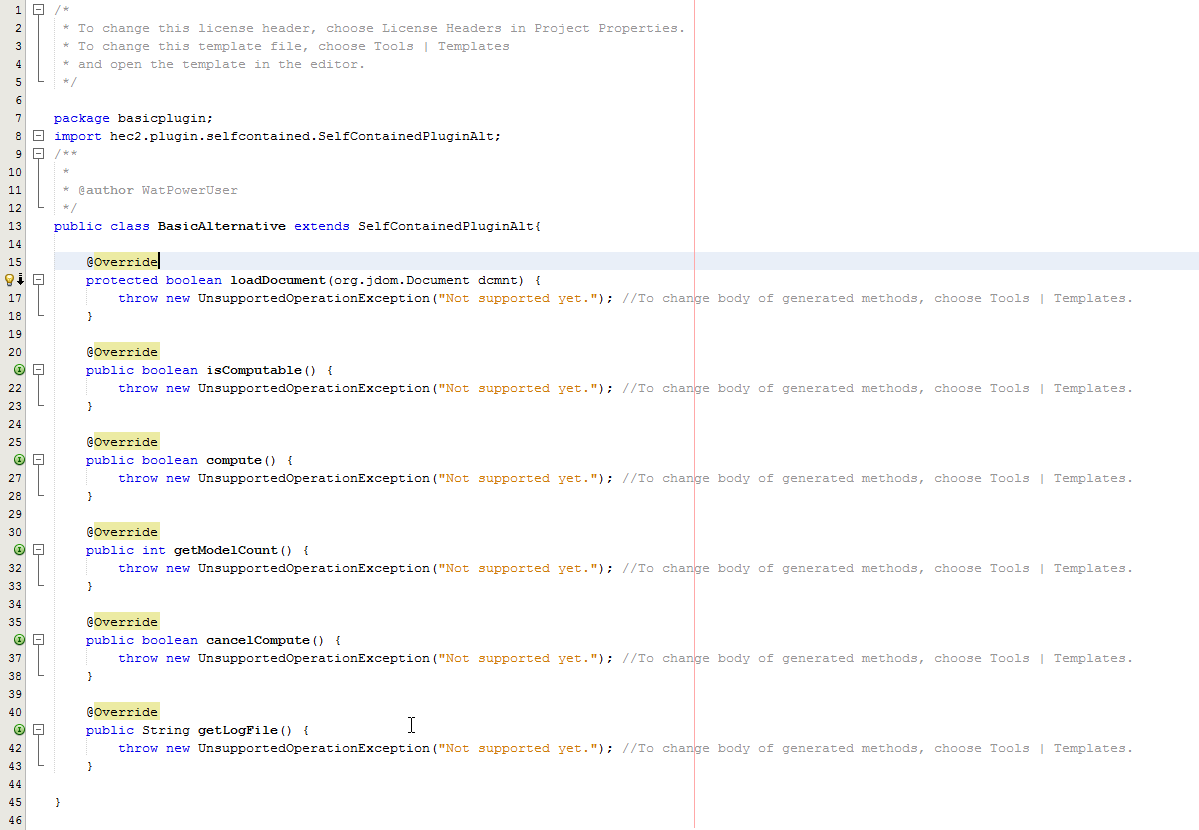 1 /*
2  * To change this license header, choose License Headers in Project Properties.
3  * To change this template file, choose Tools | Templates
4  * and open the template in the editor.
5  */
6
7 package basicplugin;
8 import hec2.plugin.selfcontained.SelfContainedPluginAlt;
9 /**
10  *
11  * @author WatPowerUser
12  */
13 public class BasicAlternative extends SelfContainedPluginAlt{
14
15     @Override
    protected boolean loadDocument(org.jdom.Document dcmnt) {
17         throw new UnsupportedOperationException("Not supported yet."); //To change body of generated methods, choose Tools | Templates.
18     }
19
20     @Override
    public boolean isComputable() {
22         throw new UnsupportedOperationException("Not supported yet."); //To change body of generated methods, choose Tools | Templates.
23     }
24
25     @Override
    public boolean compute() {
27         throw new UnsupportedOperationException("Not supported yet."); //To change body of generated methods, choose Tools | Templates.
28     }
29
30     @Override
    public int getModelCount() {
32         throw new UnsupportedOperationException("Not supported yet."); //To change body of generated methods, choose Tools | Templates.
33     }
34
35     @Override
    public boolean cancelCompute() {
37         throw new UnsupportedOperationException("Not supported yet."); //To change body of generated methods, choose Tools | Templates.
38     }
39
40     @Override
    public String getLogFile() {
42         throw new UnsupportedOperationException("Not supported yet."); //To change body of generated methods, choose Tools | Templates.
43     }
44
45 }
46